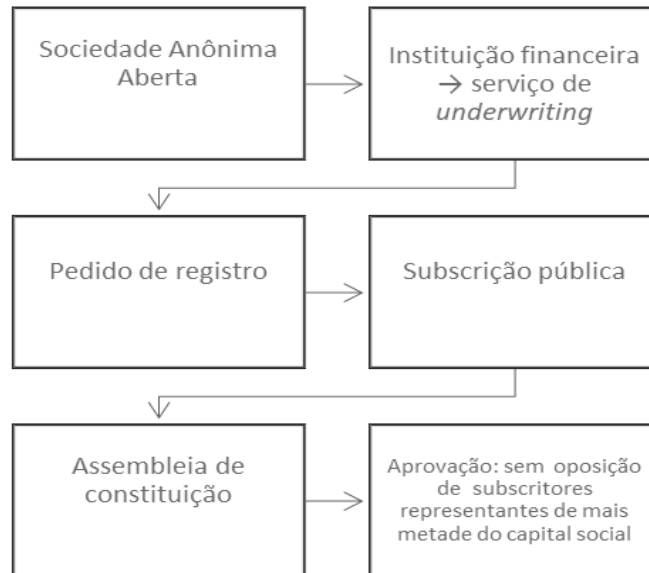 Sociedade Anônima
Aberta
Instituição financeira
→ serviço de
underwriting
Pedido de registro
Subscrição pública
Assembleia de
constituição
Aprovação: sem oposição
de subscritores
representantes de mais
metade do capital social